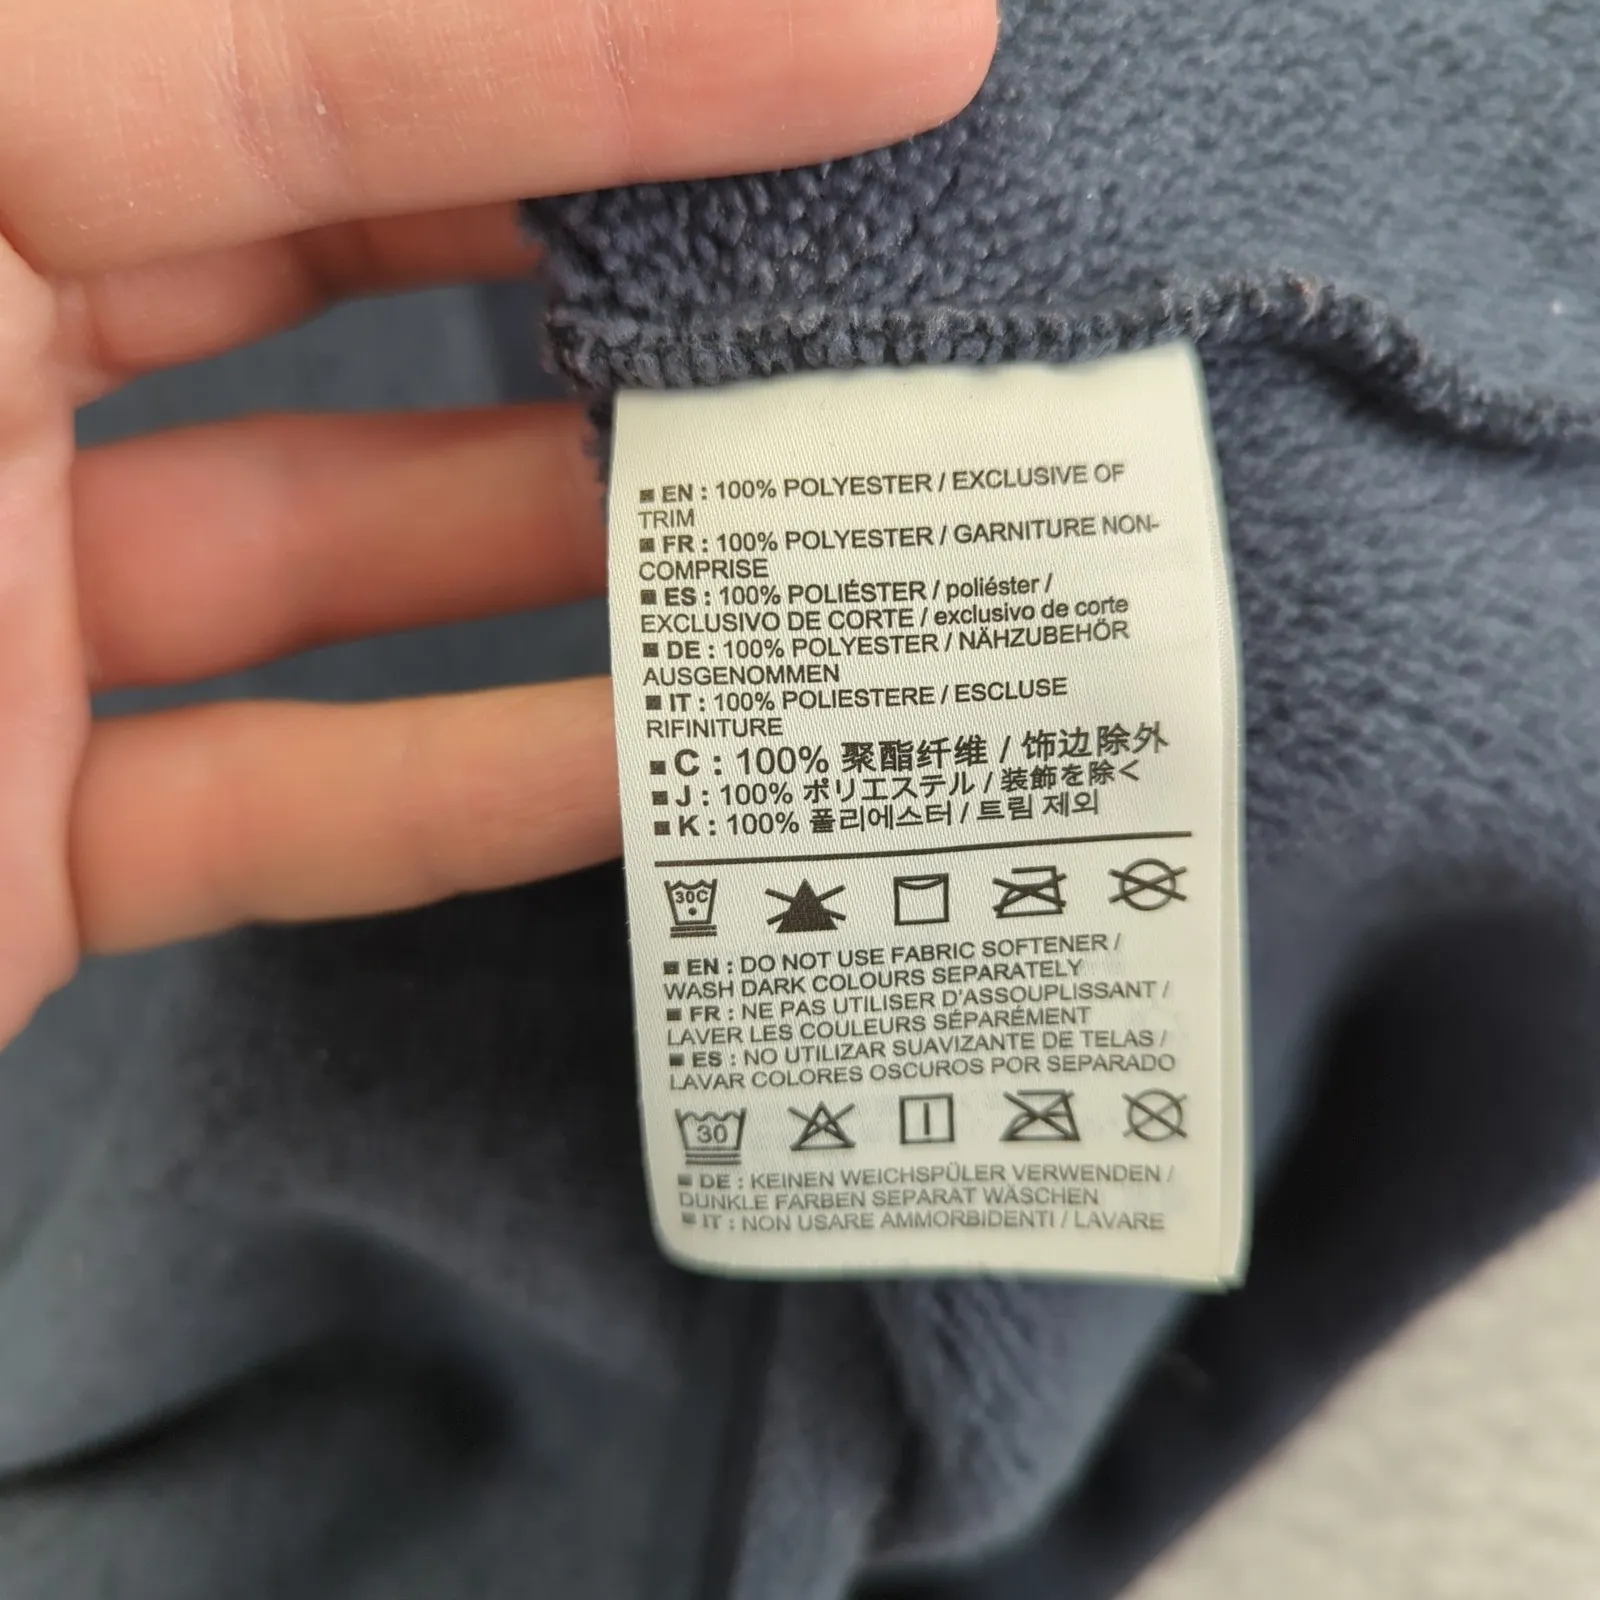 ■ EN : 100% POLYESTER / EXCLUSIVE OF
TRIM
■ FR : 100% POLYESTER / GARNITURE NON-
COMPRISE
■ ES : 100% POLIÉSTER / poliéster /
EXCLUSIVO DE CORTE / exclusivo de corte
■ DE : 100% POLYESTER / NÄHZUBEHÖR
AUSGENOMMEN
■ IT : 100% POLIESTERE / ESCLUSE
RIFINITURE
■ C : 100% 聚酯纤维 / 饰边除外
■ J : 100% ポリエステル / 装飾を除く
■ K : 100% 폴리에스터 / 트림 제외
30C
■ EN : DO NOT USE FABRIC SOFTENER /
WASH DARK COLOURS SEPARATELY
■ FR : NE PAS UTILISER D'ASSOUPLISSANT /
LAVER LES COULEURS SÉPARÉMENT
■ ES : NO UTILIZAR SUAVIZANTE DE TELAS /
LAVAR COLORES OSCUROS POR SEPARADO
30
■ DE : KEINEN WEICHSPÜLER VERWENDEN /
DUNKLE FARBEN SEPARAT WÄSCHEN
■ IT : NON USARE AMMORBIDENTI / LAVARE